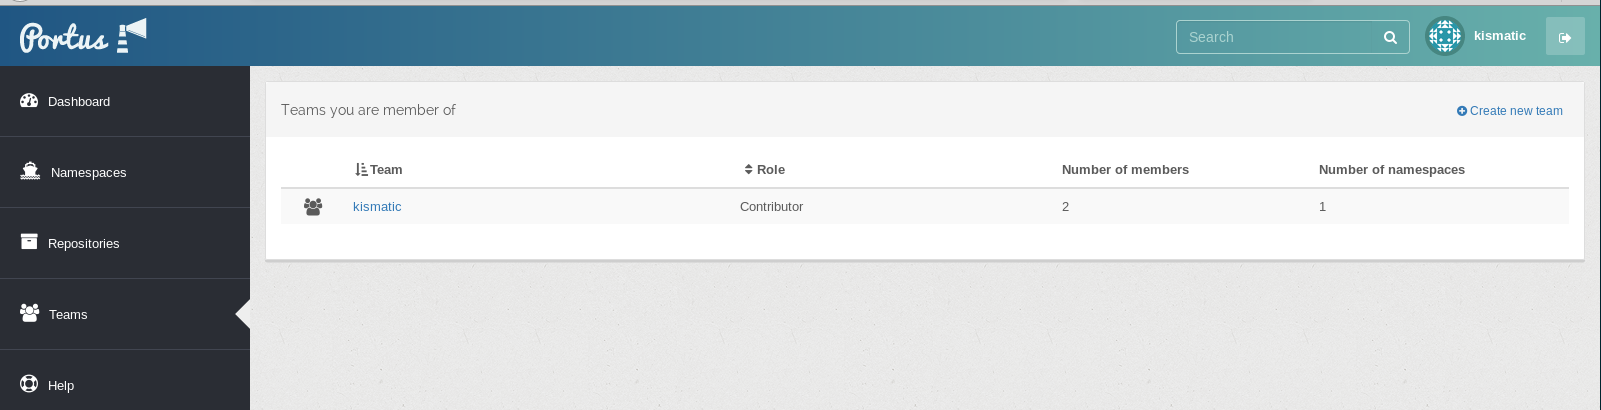 Portus
Search
kismatic
Dashboard
Namespaces
Repositories
Teams
Help
Teams you are member of
Create new team
Team Role Number of members Number of namespaces
kismatic Contributor 2 1